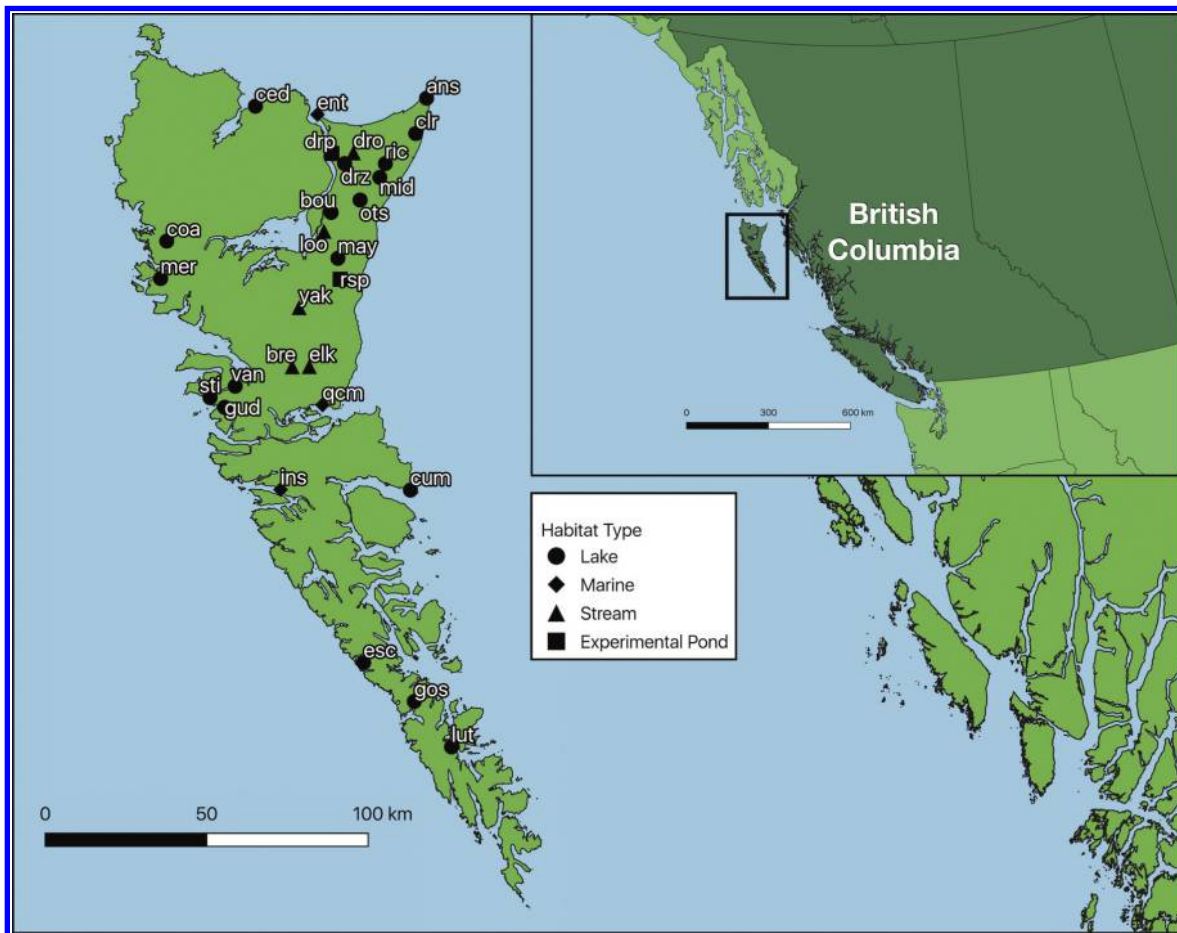 ced
ent
ans
clr
drp
dro
ric
drz
mid
bou
ots
coa
loo
may
mer
rsp
yak
bre
elk
sti
van
gud
qcm
ins
cum
esc
gos
lut
0 50 100 km
British
Columbia
0 300 600 km
Habitat Type
Lake
Marine
Stream
Experimental Pond